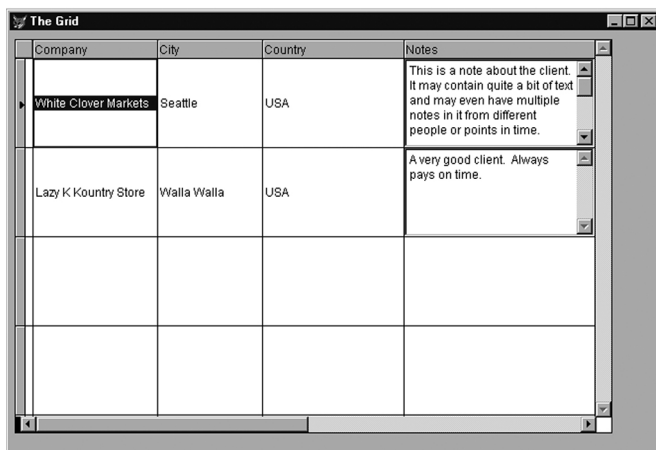 The Grid
Company City Country Notes
White Clover Markets Seattle USA
This is a note about the client.
It may contain quite a bit of text
and may even have multiple
notes in it from different
people or points in time.
Lazy K Kountry Store Walla Walla USA
A very good client. Always
pays on time.